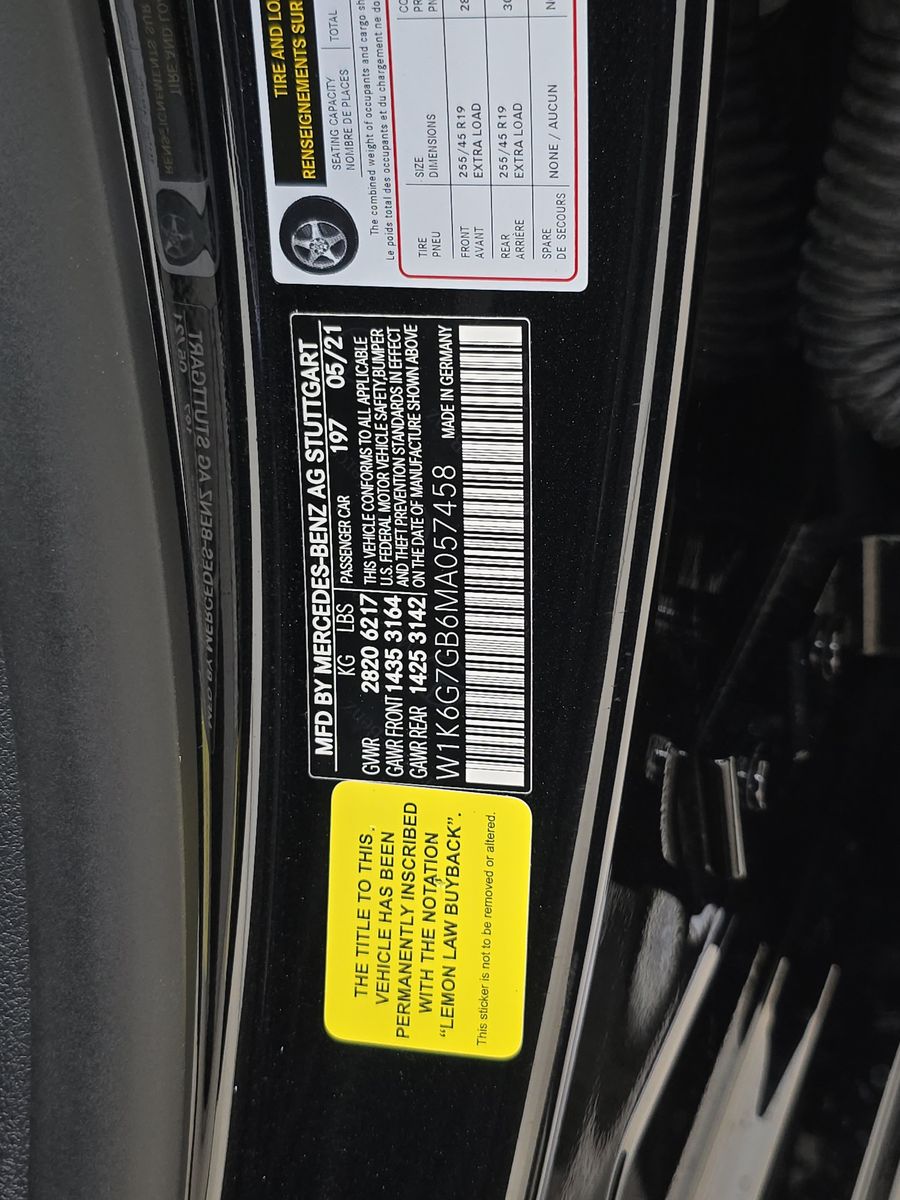 TIRE AND LO
RENSEIGNEMENTS SUR
SEATING CAPACITY
NOMBRE DE PLACES
TOTAL
The combined weight of occupants and cargo sh
Le poids total des occupants et du chargement ne do
TIRE
PNEU
SIZE
DIMENSIONS
FRONT
AVANT
255/45 R19
EXTRA LOAD
REAR
ARRIÈRE
255/45 R19
EXTRA LOAD
SPARE
DE SECOURS
NONE / AUCUN
MFD BY MERCEDES-BENZ AG STUTTGART
KG LBS PASSENGER CAR 197 05/21
GVWR 2820 6217 THIS VEHICLE CONFORMS TO ALL APPLICABLE
GAWR FRONT 1435 3164 U.S. FEDERAL MOTOR VEHICLE SAFETY,BUMPER
AND THEFT PREVENTION STANDARDS IN EFFECT
GAWR REAR 1425 3142 ON THE DATE OF MANUFACTURE SHOWN ABOVE
W1K6G7GB6MA057458 MADE IN GERMANY
THE TITLE TO THIS
VEHICLE HAS BEEN
PERMANENTLY INSCRIBED
WITH THE NOTATION
“LEMON LAW BUYBACK”.
This sticker is not to be removed or altered.